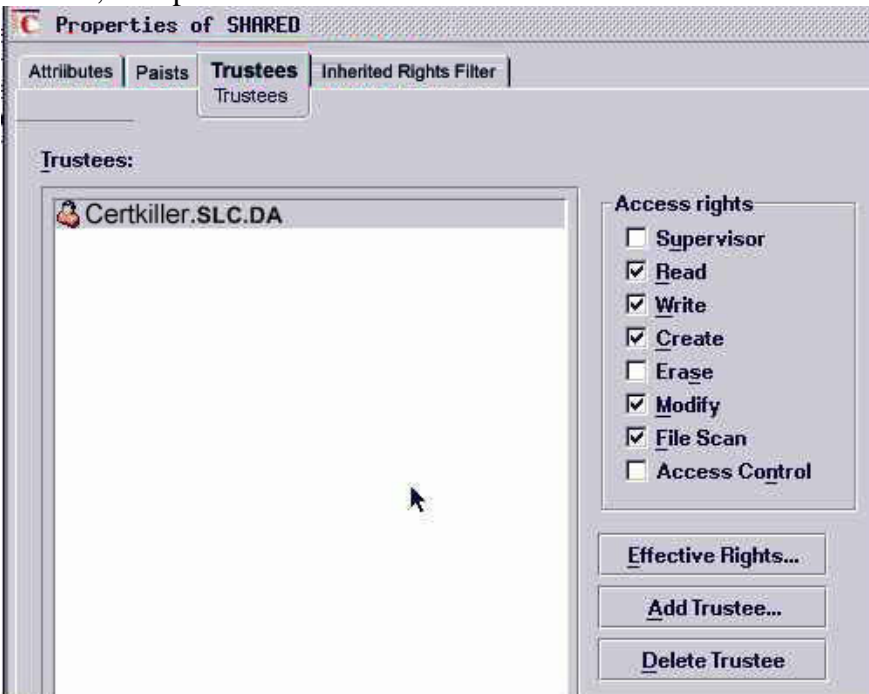 Properties of SHARED
Attriibutes Paists Trustees Inherited Rights Filter
Trustees
Trustees:
Certkiller.SLC.DA
Access rights
Supervisor
Read
Write
Create
Erase
Modify
File Scan
Access Control
Effective Rights...
Add Trustee...
Delete Trustee